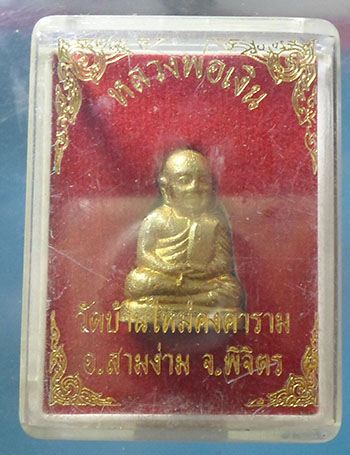 หลวงพ่อเงิน
วัดบ้านใหม่คงคาราม
อ.สามง่าม จ.พิจิตร